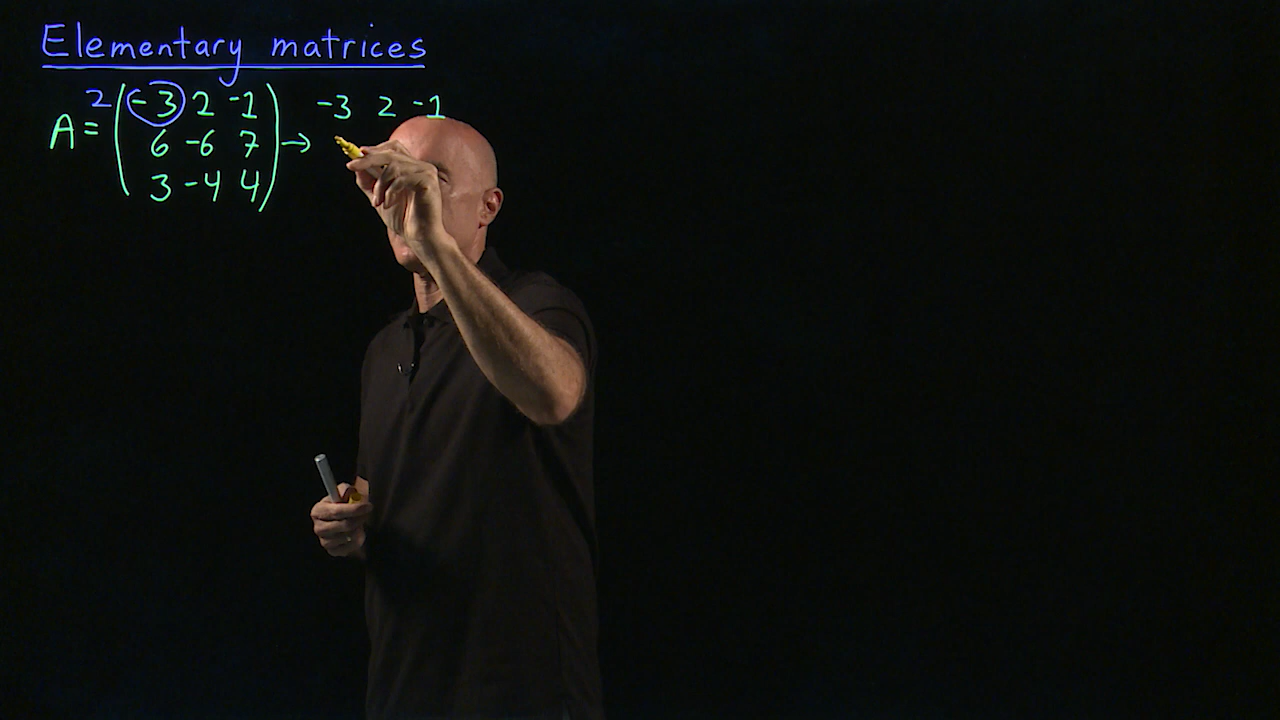 Elementary matrices
2 -3 2 -1 -3 2 -1
A = 6 -6 7 →
3 -4 4